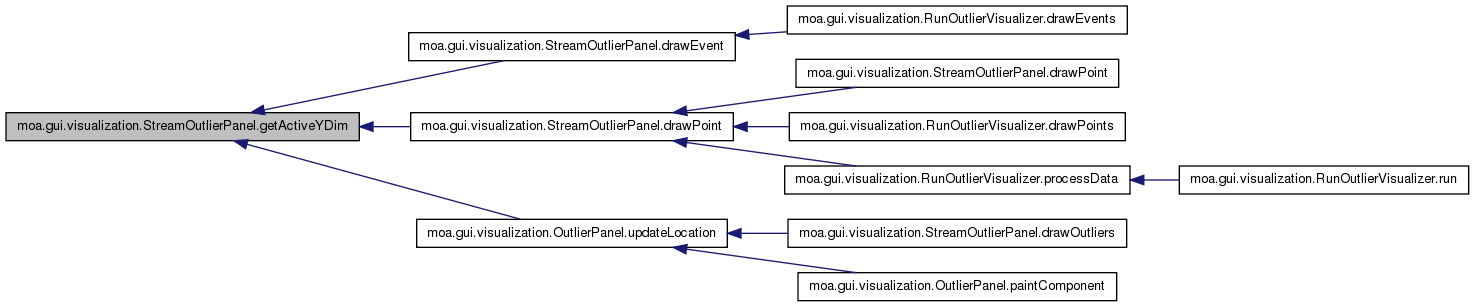 moa.gui.visualization.RunOutlierVisualizer.drawEvents
moa.gui.visualization.StreamOutlierPanel.drawEvent
moa.gui.visualization.StreamOutlierPanel.drawPoint
moa.gui.visualization.StreamOutlierPanel.getActiveYDim
moa.gui.visualization.StreamOutlierPanel.drawPoint
moa.gui.visualization.RunOutlierVisualizer.drawPoints
moa.gui.visualization.RunOutlierVisualizer.processData
moa.gui.visualization.RunOutlierVisualizer.run
moa.gui.visualization.OutlierPanel.updateLocation
moa.gui.visualization.StreamOutlierPanel.drawOutliers
moa.gui.visualization.OutlierPanel.paintComponent